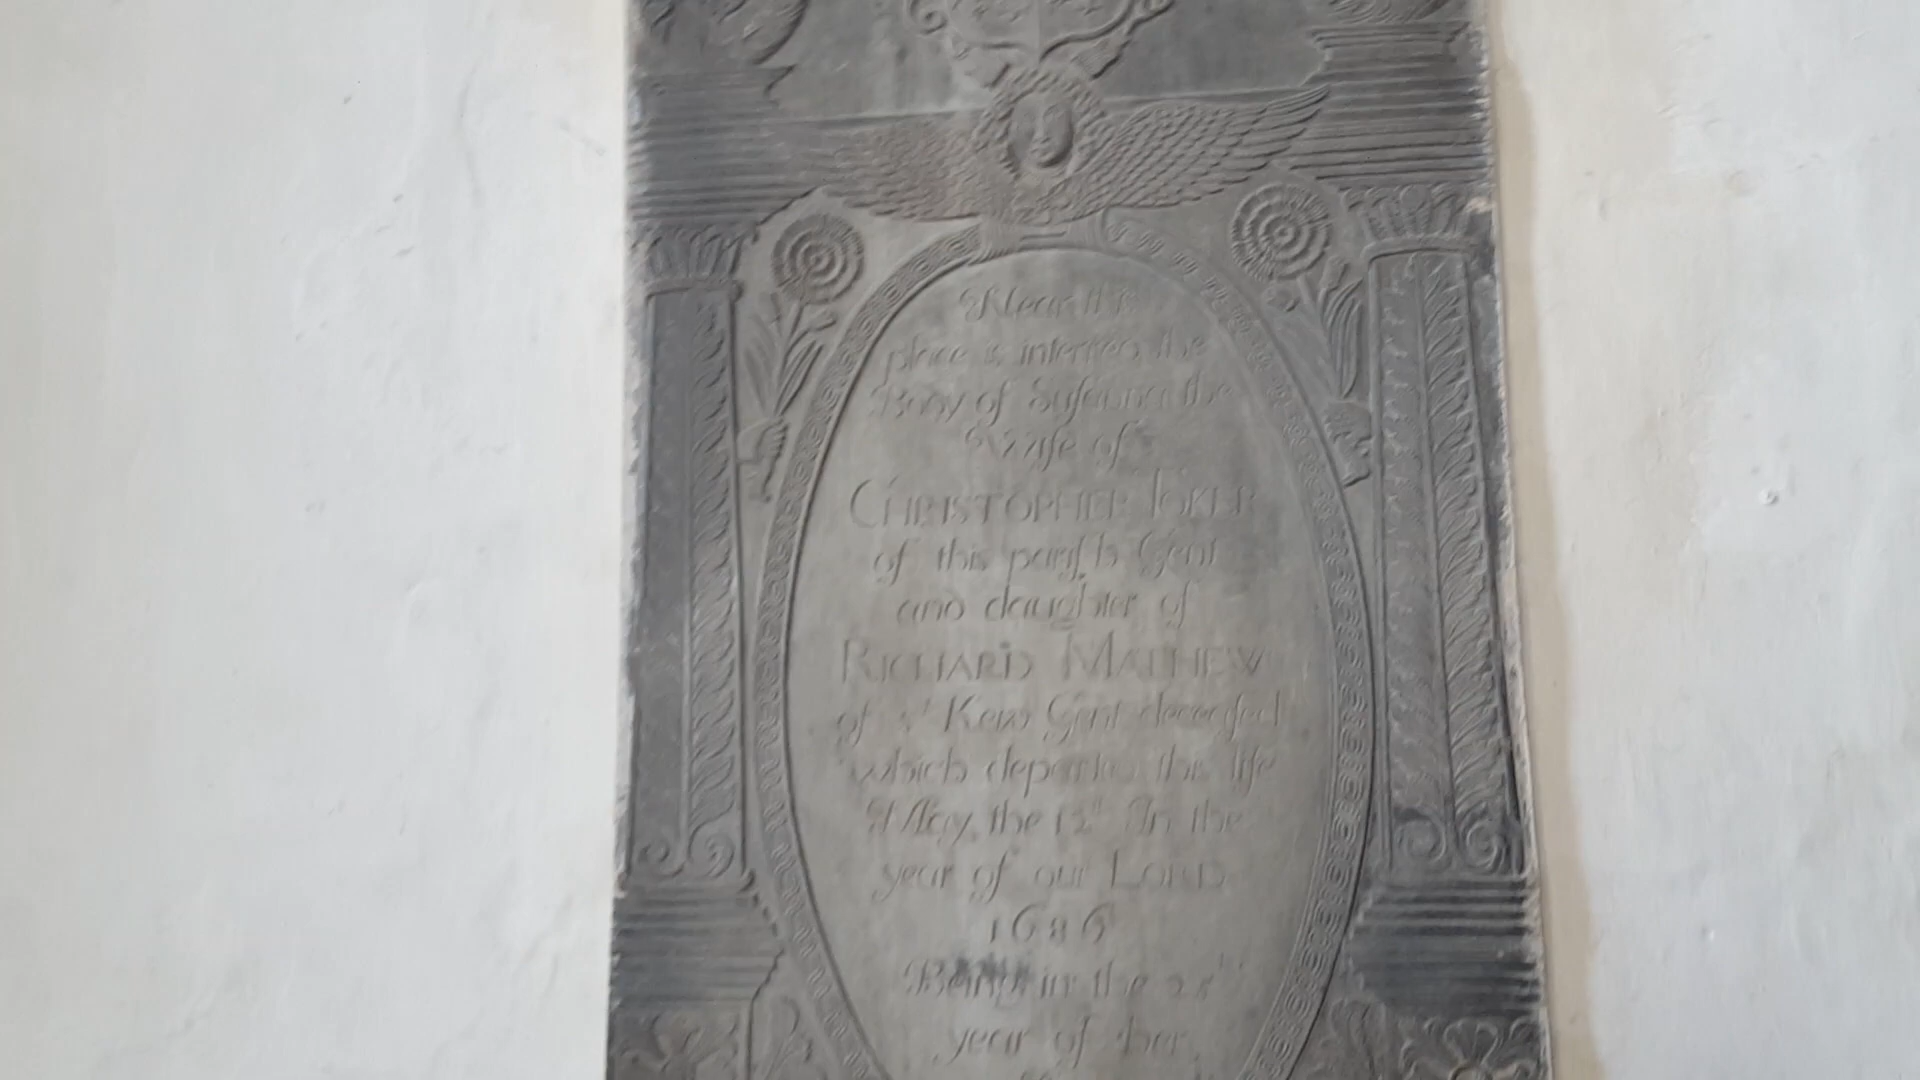 Near this
place is interred the
Body of Susanna the
Wife of
CHRISTOPHER TOKER
of this parish Gent
and daughter of
RICHARD MATHEW
of St Kew Gent deceased
which departed this life
May, the 12th In the
year of our LORD
1686
Being in the 28th
year of her